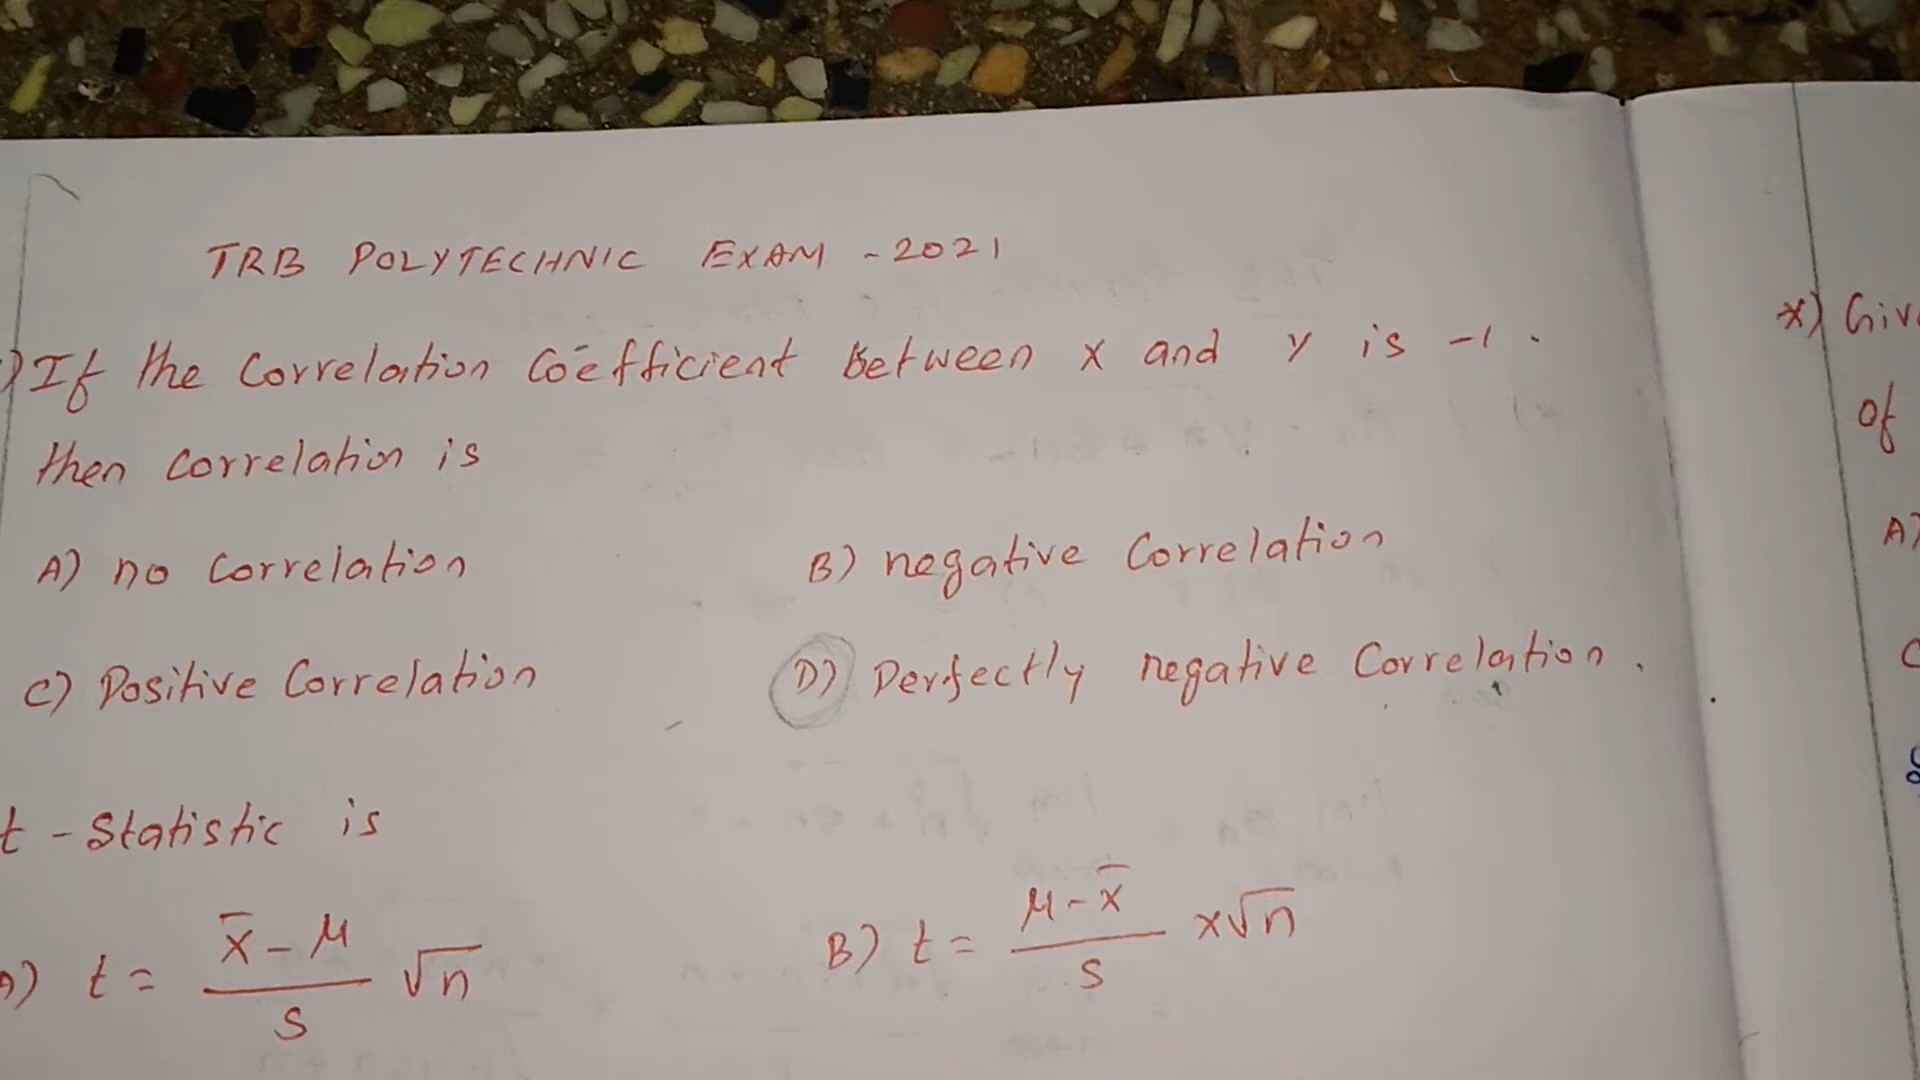 TRB POLYTECHNIC EXAM - 2021
)If the Correlation Coefficient between x and y is -1.
then correlation is
A) no correlation B) negative Correlation
C) Positive Correlation D) Perfectly negative Correlation.
t - Statistic is
A) t = x̄ - μ / s √n B) t = μ - x̄ / s x√n
*) Giv
of
A)
C